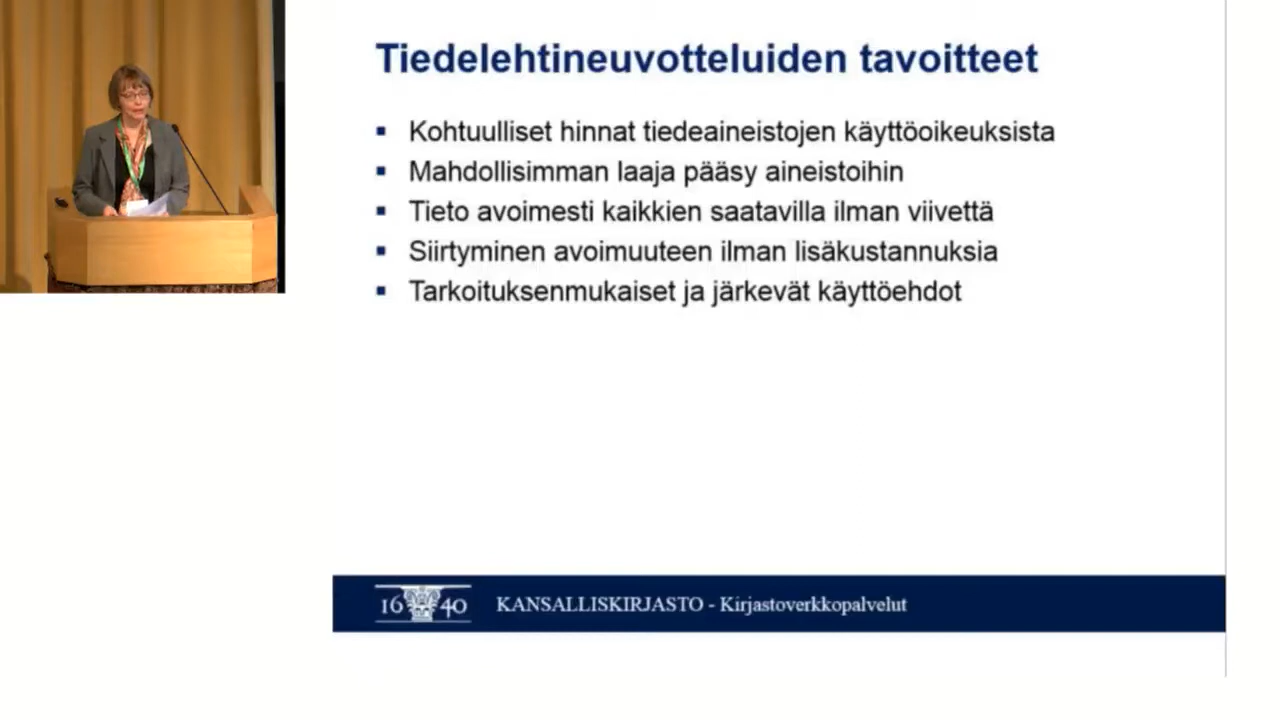 Tiedelehtineuvotteluiden tavoitteet
▪ Kohtuulliset hinnat tiedeaineistojen käyttöoikeuksista
▪ Mahdollisimman laaja pääsy aineistoihin
▪ Tieto avoimesti kaikkien saatavilla ilman viivettä
▪ Siirtyminen avoimuuteen ilman lisäkustannuksia
▪ Tarkoituksenmukaiset ja järkevät käyttöehdot
1640 KANSALLISKIRJASTO - Kirjastoverkkopalvelut